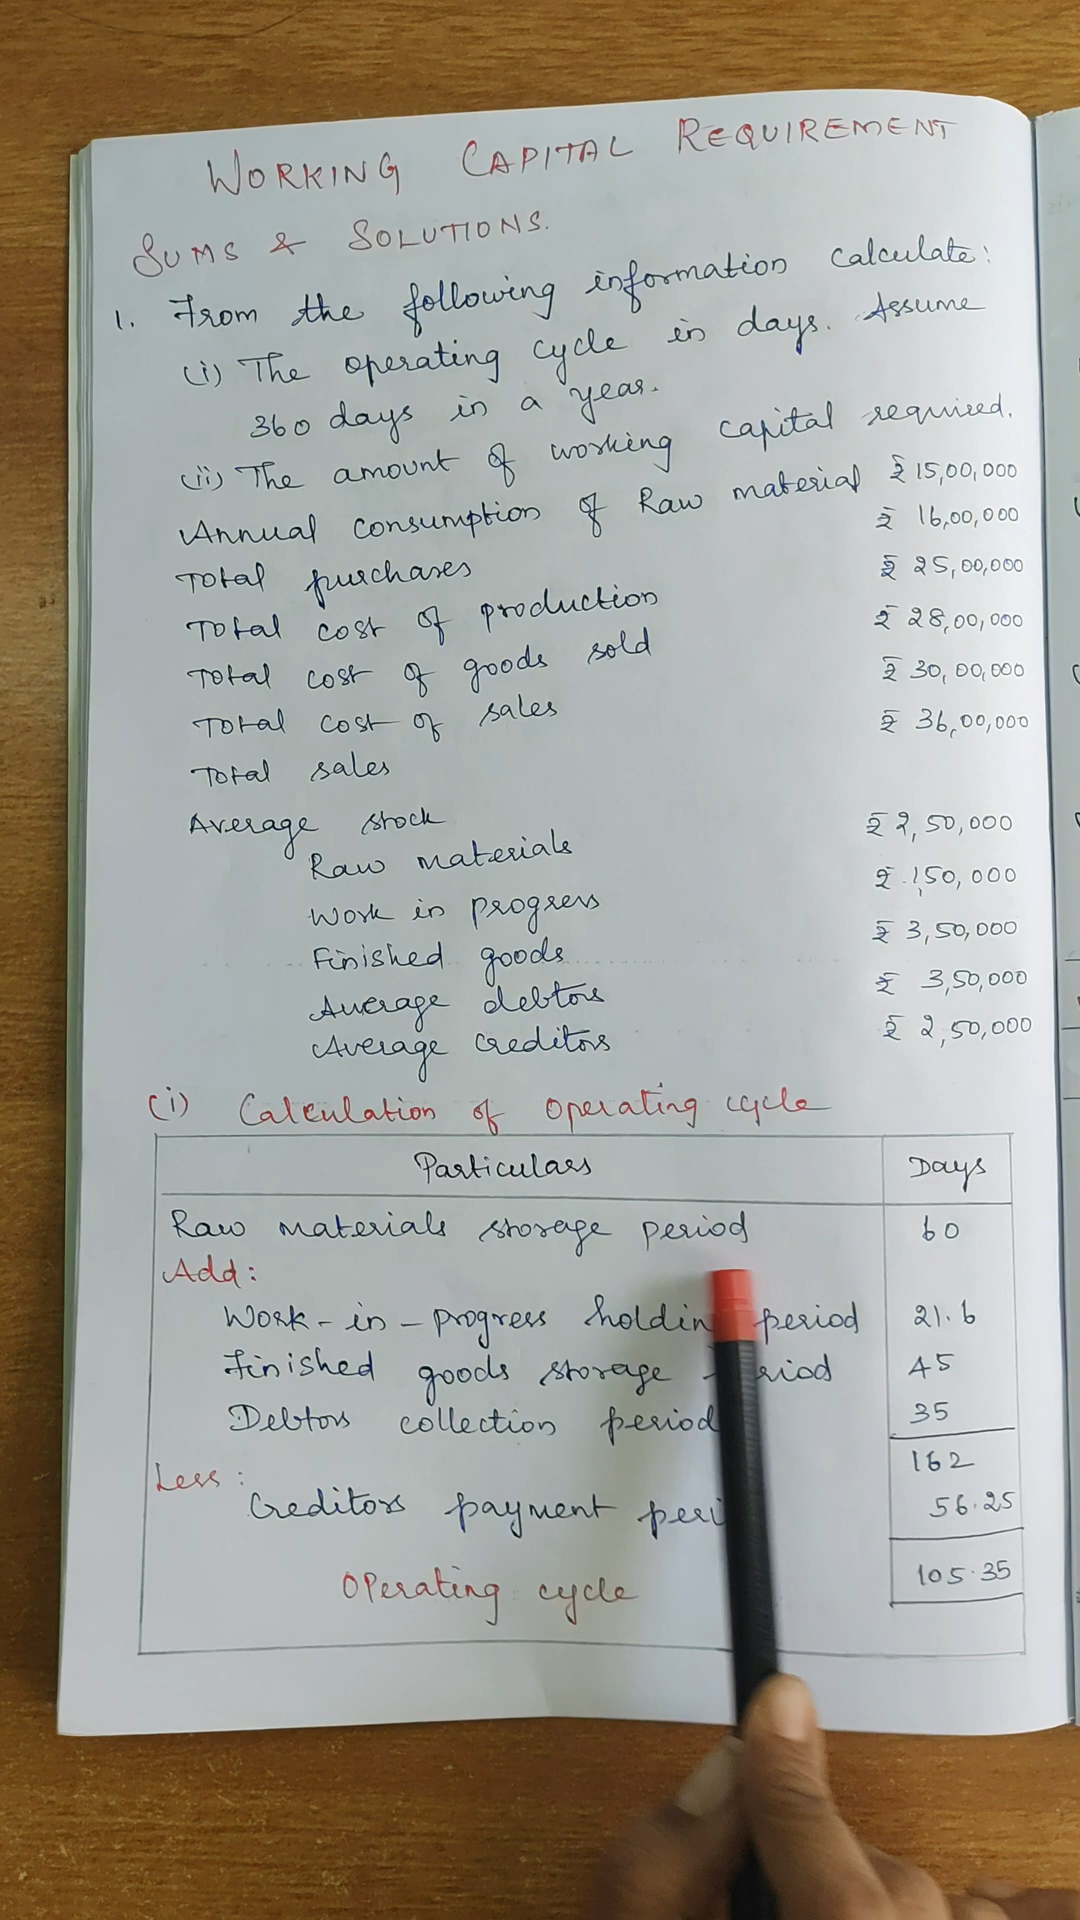 WORKING CAPITAL REQUIREMENT
SUMS & SOLUTIONS.
1. From the following information calculate:
(i) The operating cycle in days. Assume
360 days in a year.
(ii) The amount of working capital required.
Annual consumption of Raw material ₹ 15,00,000
Total purchases ₹ 16,00,000
Total cost of production ₹ 25,00,000
Total cost of goods sold ₹ 28,00,000
Total cost of sales ₹ 30,00,000
Total sales ₹ 36,00,000
Average stock
Raw materials ₹ 2,50,000
Work in progress ₹ 1,50,000
Finished goods ₹ 3,50,000
Average debtors ₹ 3,50,000
Average creditors ₹ 2,50,000
(i) Calculation of operating cycle
Particulars Days
Raw materials storage period 60
Add:
Work-in-progress holdin period 21.6
Finished goods storage riod 45
Debtors collection period 35
162
Less:
Creditors payment peri 56.25
Operating cycle 105.35